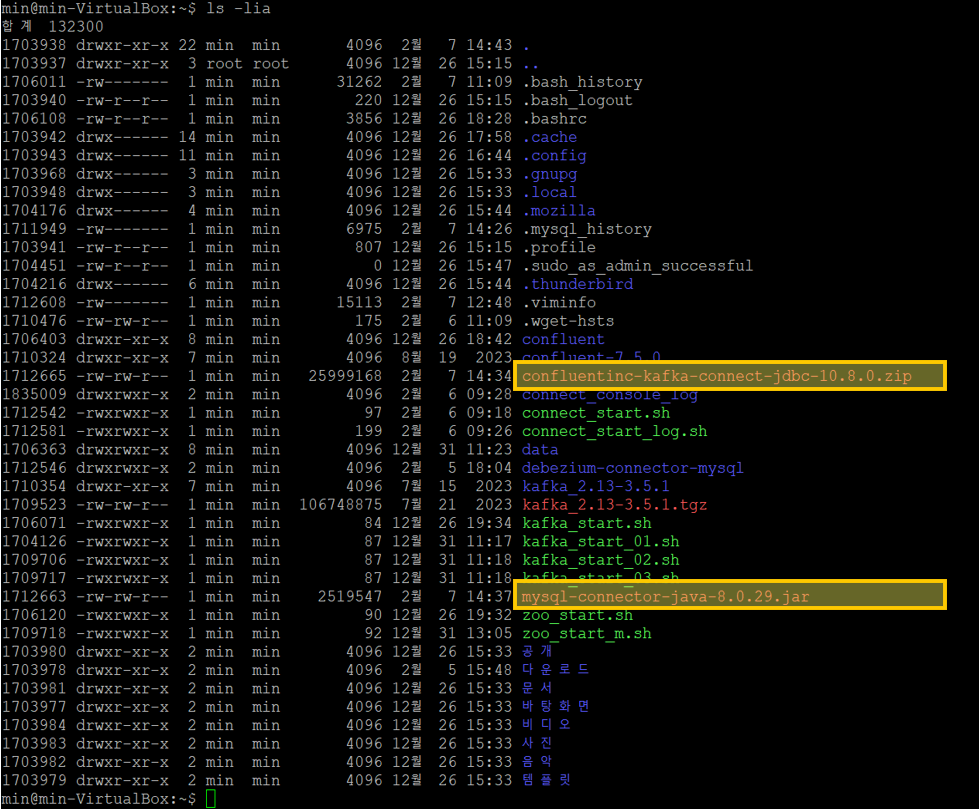 min@min-VirtualBox:~$ ls -lia
합계 132300
1703938 drwxr-xr-x 22 min min 4096 2월 7 14:43 .
1703937 drwxr-xr-x 3 root root 4096 12월 26 15:15 ..
1706011 -rw------- 1 min min 31262 2월 7 11:09 .bash_history
1703940 -rw-r--r-- 1 min min 220 12월 26 15:15 .bash_logout
1706108 -rw-r--r-- 1 min min 3856 12월 26 18:28 .bashrc
1703942 drwx------ 14 min min 4096 12월 26 17:58 .cache
1703943 drwx------ 11 min min 4096 12월 26 16:44 .config
1703968 drwx------ 3 min min 4096 12월 26 15:33 .gnupg
1703948 drwx------ 3 min min 4096 12월 26 15:33 .local
1704176 drwx------ 4 min min 4096 12월 26 15:44 .mozilla
1711949 -rw------- 1 min min 6975 2월 7 14:26 .mysql_history
1703941 -rw-r--r-- 1 min min 807 12월 26 15:15 .profile
1704451 -rw-r--r-- 1 min min 0 12월 26 15:47 .sudo_as_admin_successful
1704216 drwx------ 6 min min 4096 12월 26 15:44 .thunderbird
1712608 -rw------- 1 min min 15113 2월 7 12:48 .viminfo
1710476 -rw-rw-r-- 1 min min 175 2월 6 11:09 .wget-hsts
1706403 drwxrwxr-x 8 min min 4096 12월 26 18:42 confluent
1710324 drwxr-xr-x 7 min min 4096 8월 19 2023 confluent-7.5.0
1712665 -rw-rw-r-- 1 min min 25999168 2월 7 14:34 confluentinc-kafka-connect-jdbc-10.8.0.zip
1835009 drwxrwxr-x 2 min min 4096 2월 6 09:28 connect_console_log
1712542 -rwxrwxr-x 1 min min 97 2월 6 09:18 connect_start.sh
1712581 -rwxrwxr-x 1 min min 199 2월 6 09:26 connect_start_log.sh
1706363 drwxrwxr-x 8 min min 4096 12월 31 11:23 data
1712546 drwxrwxr-x 2 min min 4096 2월 5 18:04 debezium-connector-mysql
1710354 drwxr-xr-x 7 min min 4096 7월 15 2023 kafka_2.13-3.5.1
1709523 -rw-rw-r-- 1 min min 106748875 7월 21 2023 kafka_2.13-3.5.1.tgz
1706071 -rwxrwxr-x 1 min min 84 12월 26 19:34 kafka_start.sh
1704126 -rwxrwxr-x 1 min min 87 12월 31 11:17 kafka_start_01.sh
1709706 -rwxrwxr-x 1 min min 87 12월 31 11:18 kafka_start_02.sh
1709717 -rwxrwxr-x 1 min min 87 12월 31 11:18 kafka_start_03.sh
1712663 -rw-rw-r-- 1 min min 2519547 2월 7 14:37 mysql-connector-java-8.0.29.jar
1706120 -rwxrwxr-x 1 min min 90 12월 26 19:32 zoo_start.sh
1709718 -rwxrwxr-x 1 min min 92 12월 31 13:05 zoo_start_m.sh
1703980 drwxr-xr-x 2 min min 4096 12월 26 15:33 공개
1703978 drwxr-xr-x 2 min min 4096 2월 5 15:48 다운로드
1703981 drwxr-xr-x 2 min min 4096 12월 26 15:33 문서
1703977 drwxr-xr-x 2 min min 4096 12월 26 15:33 바탕화면
1703984 drwxr-xr-x 2 min min 4096 12월 26 15:33 비디오
1703983 drwxr-xr-x 2 min min 4096 12월 26 15:33 사진
1703982 drwxr-xr-x 2 min min 4096 12월 26 15:33 음악
1703979 drwxr-xr-x 2 min min 4096 12월 26 15:33 템플릿
min@min-VirtualBox:~$